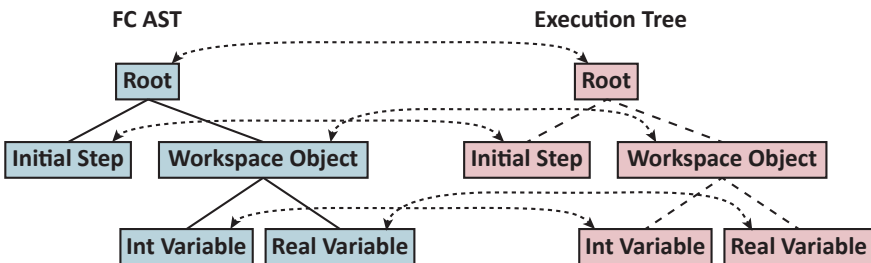 FC AST
Execution Tree
Root
Root
Initial Step
Workspace Object
Initial Step
Workspace Object
Int Variable
Real Variable
Int Variable
Real Variable